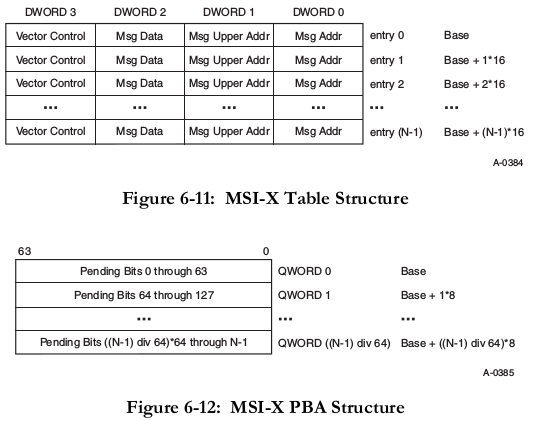 DWORD 3 DWORD 2 DWORD 1 DWORD 0
Vector Control Msg Data Msg Upper Addr Msg Addr entry 0 Base
Vector Control Msg Data Msg Upper Addr Msg Addr entry 1 Base + 1*16
Vector Control Msg Data Msg Upper Addr Msg Addr entry 2 Base + 2*16
... ... ... ... ... ...
Vector Control Msg Data Msg Upper Addr Msg Addr entry (N-1) Base + (N-1)*16
A-0384
Figure 6-11: MSI-X Table Structure
63 0
Pending Bits 0 through 63 QWORD 0 Base
Pending Bits 64 through 127 QWORD 1 Base + 1*8
... ... ...
Pending Bits ((N-1) div 64)*64 through N-1 QWORD ((N-1) div 64) Base + ((N-1) div 64)*8
A-0385
Figure 6-12: MSI-X PBA Structure